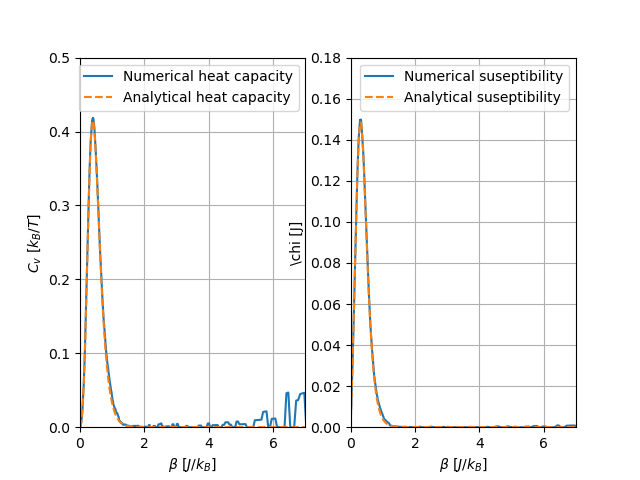 Numerical heat capacity
Analytical heat capacity
0.5
0.4
0.3
0.2
0.1
0.0
C_v [k_B/T]
0 2 4 6
β [J/k_B]
Numerical suseptibility
Analytical suseptibility
0.18
0.16
0.14
0.12
0.10
0.08
0.06
0.04
0.02
0.00
\chi [J]
0 2 4 6
β [J/k_B]